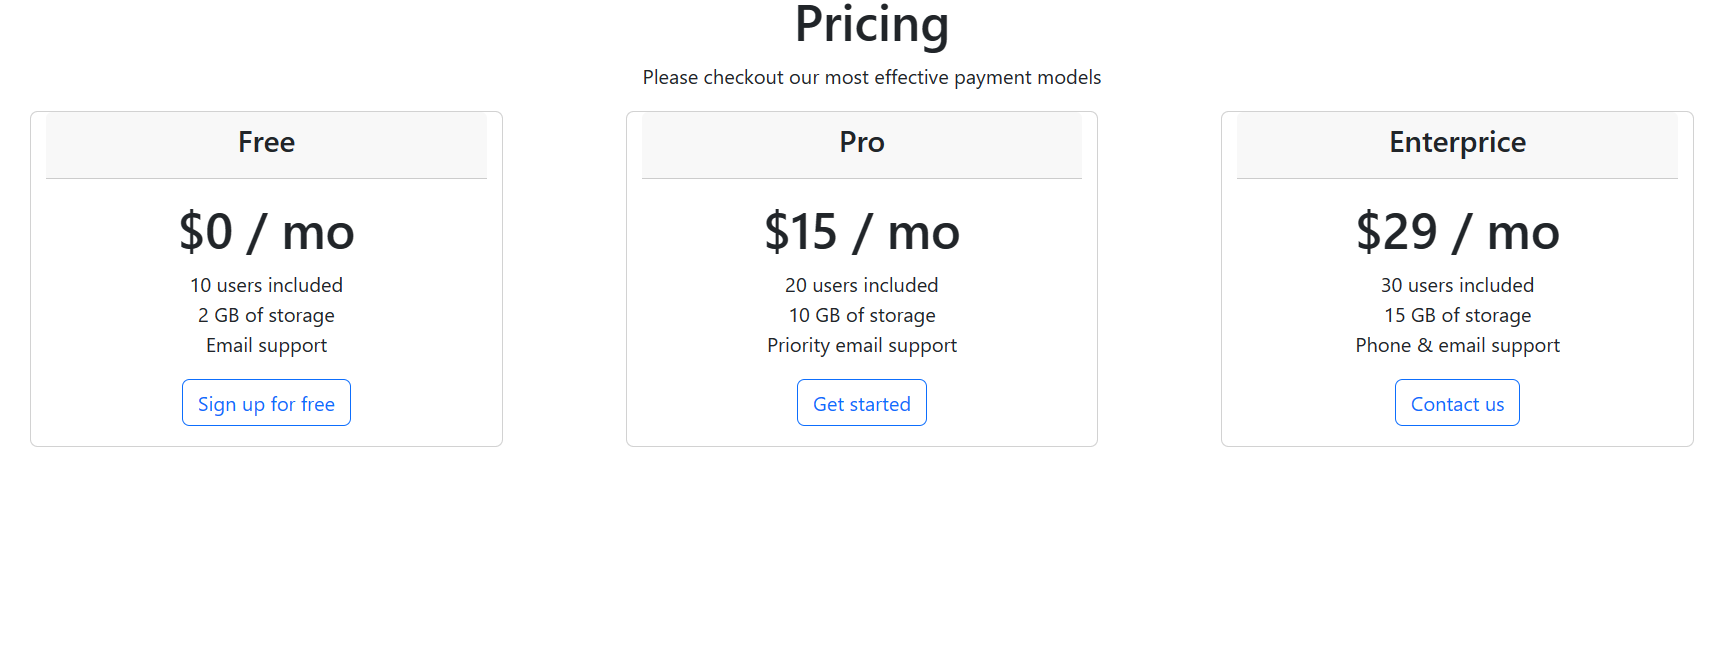 Pricing
Please checkout our most effective payment models
Free
$0 / mo
10 users included
2 GB of storage
Email support
Sign up for free
Pro
$15 / mo
20 users included
10 GB of storage
Priority email support
Get started
Enterprice
$29 / mo
30 users included
15 GB of storage
Phone & email support
Contact us